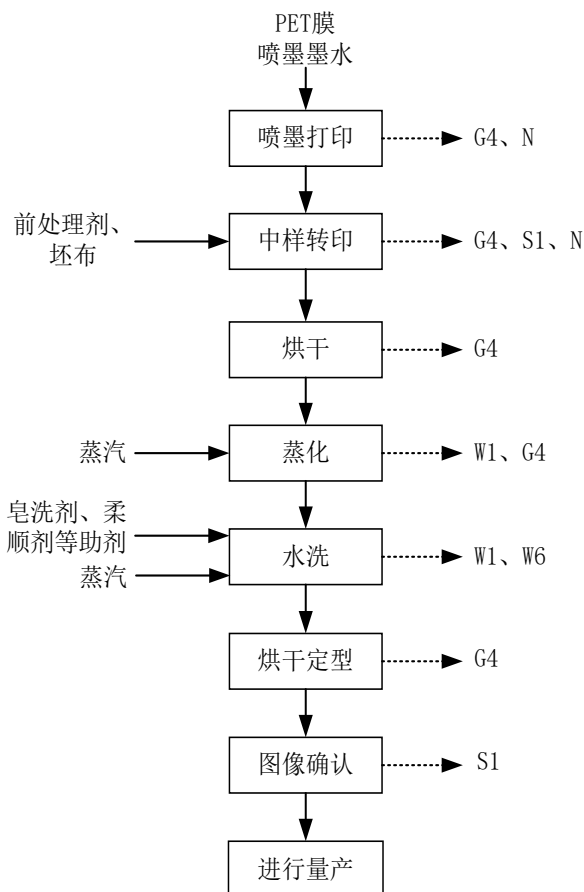 PET膜
喷墨墨水
喷墨打印
G4、N
前处理剂、
坯布
中样转印
G4、S1、N
烘干
G4
蒸汽
蒸化
W1、G4
皂洗剂、柔
顺剂等助剂
蒸汽
水洗
W1、W6
烘干定型
G4
图像确认
S1
进行量产